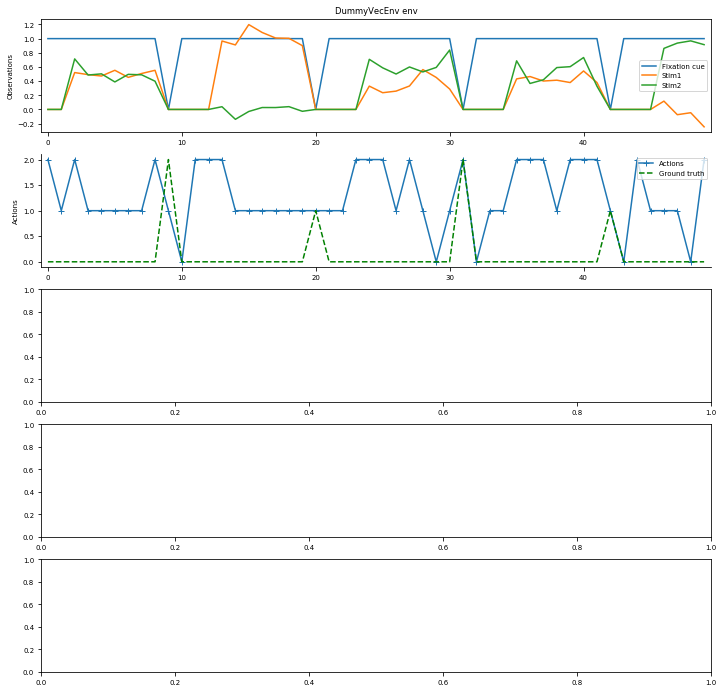 DummyVecEnv env
1.2
1.0
0.8
0.6
0.4
0.2
0.0
−0.2
Observations
Fixation cue
Stim1
Stim2
0 10 20 30 40
2.0
1.5
1.0
0.5
0.0
Actions
Actions
Ground truth
0 10 20 30 40
1.0
0.8
0.6
0.4
0.2
0.0
0.0 0.2 0.4 0.6 0.8 1.0
1.0
0.8
0.6
0.4
0.2
0.0
0.0 0.2 0.4 0.6 0.8 1.0
1.0
0.8
0.6
0.4
0.2
0.0
0.0 0.2 0.4 0.6 0.8 1.0